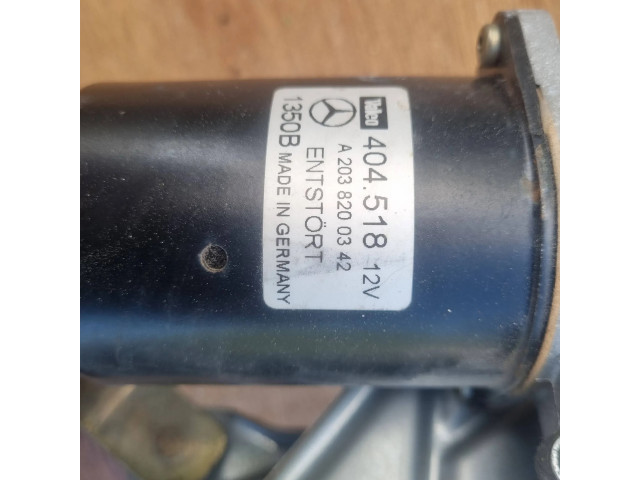 Valeo 404.518 12V
A 203 820 03 42
ENTSTÖRT
1350B MADE IN GERMANY